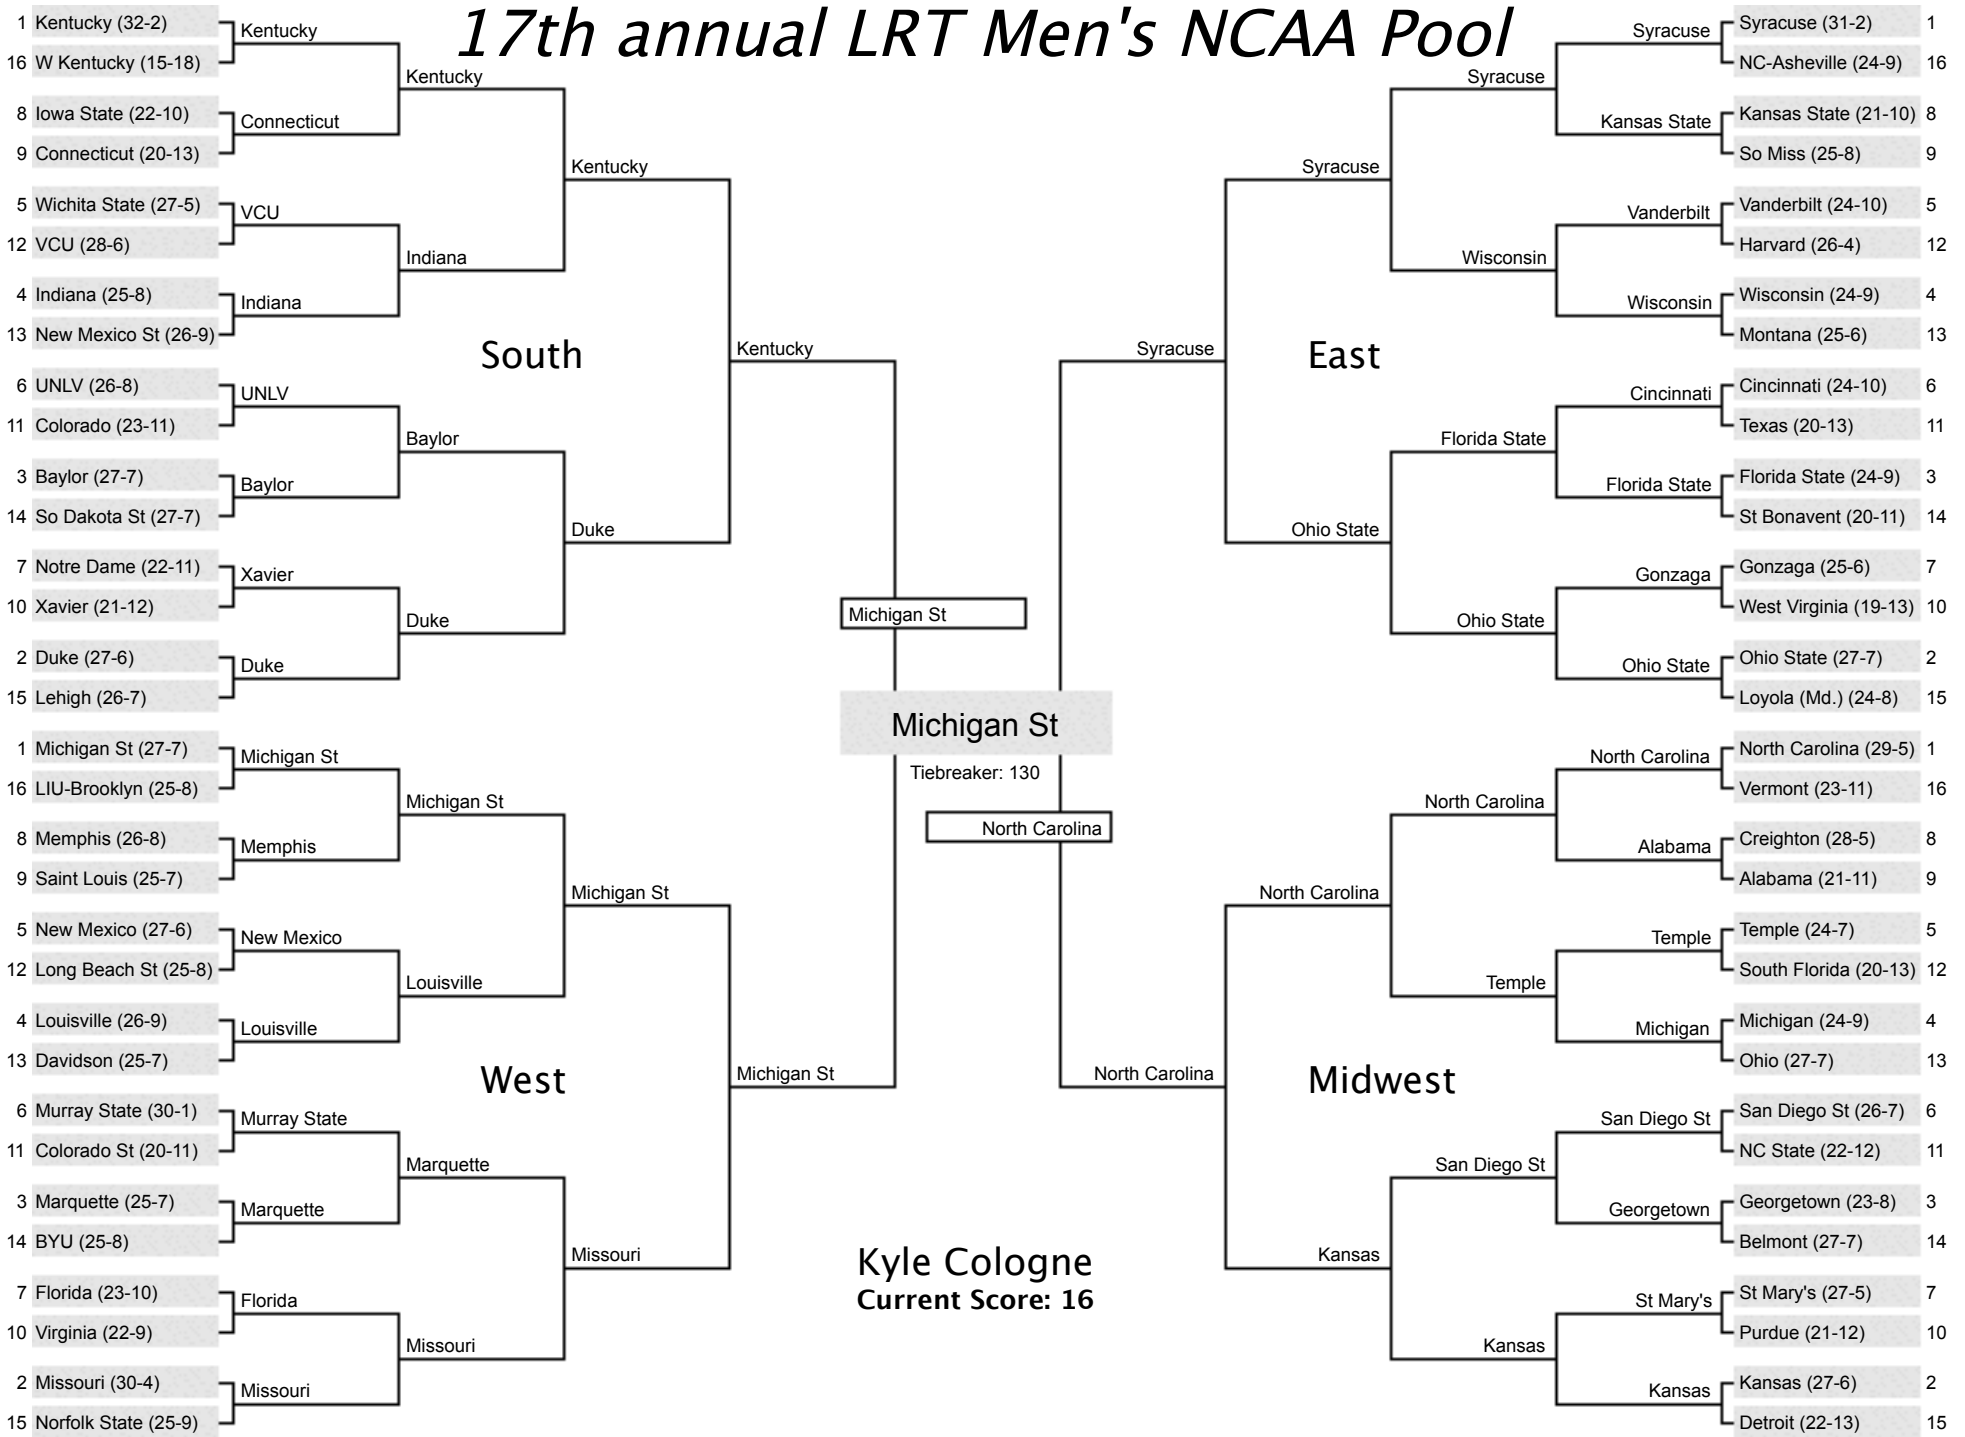 17th annual LRT Men's NCAA Pool
1 Kentucky (32-2)
16 W Kentucky (15-18)
8 Iowa State (22-10)
9 Connecticut (20-13)
5 Wichita State (27-5)
12 VCU (28-6)
4 Indiana (25-8)
13 New Mexico St (26-9)
6 UNLV (26-8)
11 Colorado (23-11)
3 Baylor (27-7)
14 So Dakota St (27-7)
7 Notre Dame (22-11)
10 Xavier (21-12)
2 Duke (27-6)
15 Lehigh (26-7)
Kentucky
Connecticut
VCU
Indiana
UNLV
Baylor
Xavier
Duke
Kentucky
Indiana
Baylor
Duke
Kentucky
Duke
South
Kentucky
1 Michigan St (27-7)
16 LIU-Brooklyn (25-8)
8 Memphis (26-8)
9 Saint Louis (25-7)
5 New Mexico (27-6)
12 Long Beach St (25-8)
4 Louisville (26-9)
13 Davidson (25-7)
6 Murray State (30-1)
11 Colorado St (20-11)
3 Marquette (25-7)
14 BYU (25-8)
7 Florida (23-10)
10 Virginia (22-9)
2 Missouri (30-4)
15 Norfolk State (25-9)
Michigan St
Memphis
New Mexico
Louisville
Murray State
Marquette
Florida
Missouri
Michigan St
Louisville
Marquette
Missouri
Michigan St
Missouri
West
Michigan St
Michigan St
Michigan St
Tiebreaker: 130
North Carolina
Kyle Cologne
Current Score: 16
Syracuse (31-2) 1
NC-Asheville (24-9) 16
Kansas State (21-10) 8
So Miss (25-8) 9
Vanderbilt (24-10) 5
Harvard (26-4) 12
Wisconsin (24-9) 4
Montana (25-6) 13
Cincinnati (24-10) 6
Texas (20-13) 11
Florida State (24-9) 3
St Bonavent (20-11) 14
Gonzaga (25-6) 7
West Virginia (19-13) 10
Ohio State (27-7) 2
Loyola (Md.) (24-8) 15
Syracuse
Kansas State
Vanderbilt
Wisconsin
Cincinnati
Florida State
Gonzaga
Ohio State
Syracuse
Wisconsin
Florida State
Ohio State
Syracuse
Ohio State
East
Syracuse
North Carolina (29-5) 1
Vermont (23-11) 16
Creighton (28-5) 8
Alabama (21-11) 9
Temple (24-7) 5
South Florida (20-13) 12
Michigan (24-9) 4
Ohio (27-7) 13
San Diego St (26-7) 6
NC State (22-12) 11
Georgetown (23-8) 3
Belmont (27-7) 14
St Mary's (27-5) 7
Purdue (21-12) 10
Kansas (27-6) 2
Detroit (22-13) 15
North Carolina
Alabama
Temple
Michigan
San Diego St
Georgetown
St Mary's
Kansas
North Carolina
Temple
San Diego St
Kansas
North Carolina
Kansas
Midwest
North Carolina